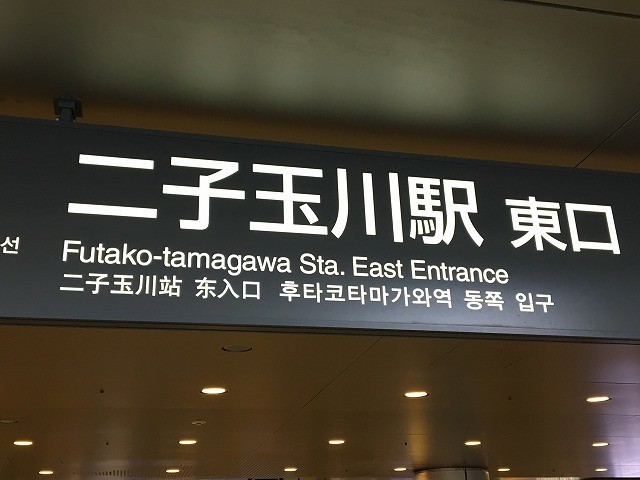 二子玉川駅 東口
선
Futako-tamagawa Sta. East Entrance
二子玉川站 东入口 후타코타마가와역 동쪽 입구